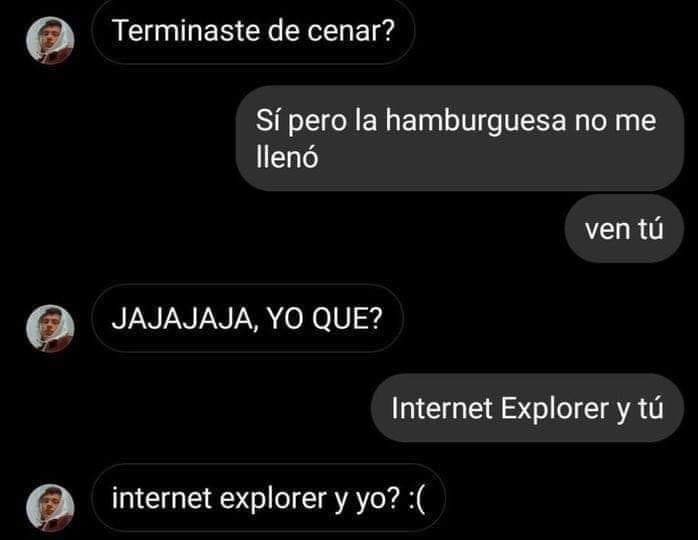 Terminaste de cenar?
Sí pero la hamburguesa no me
llenó
ven tú
JAJAJAJA, YO QUE?
Internet Explorer y tú
internet explorer y yo? :(